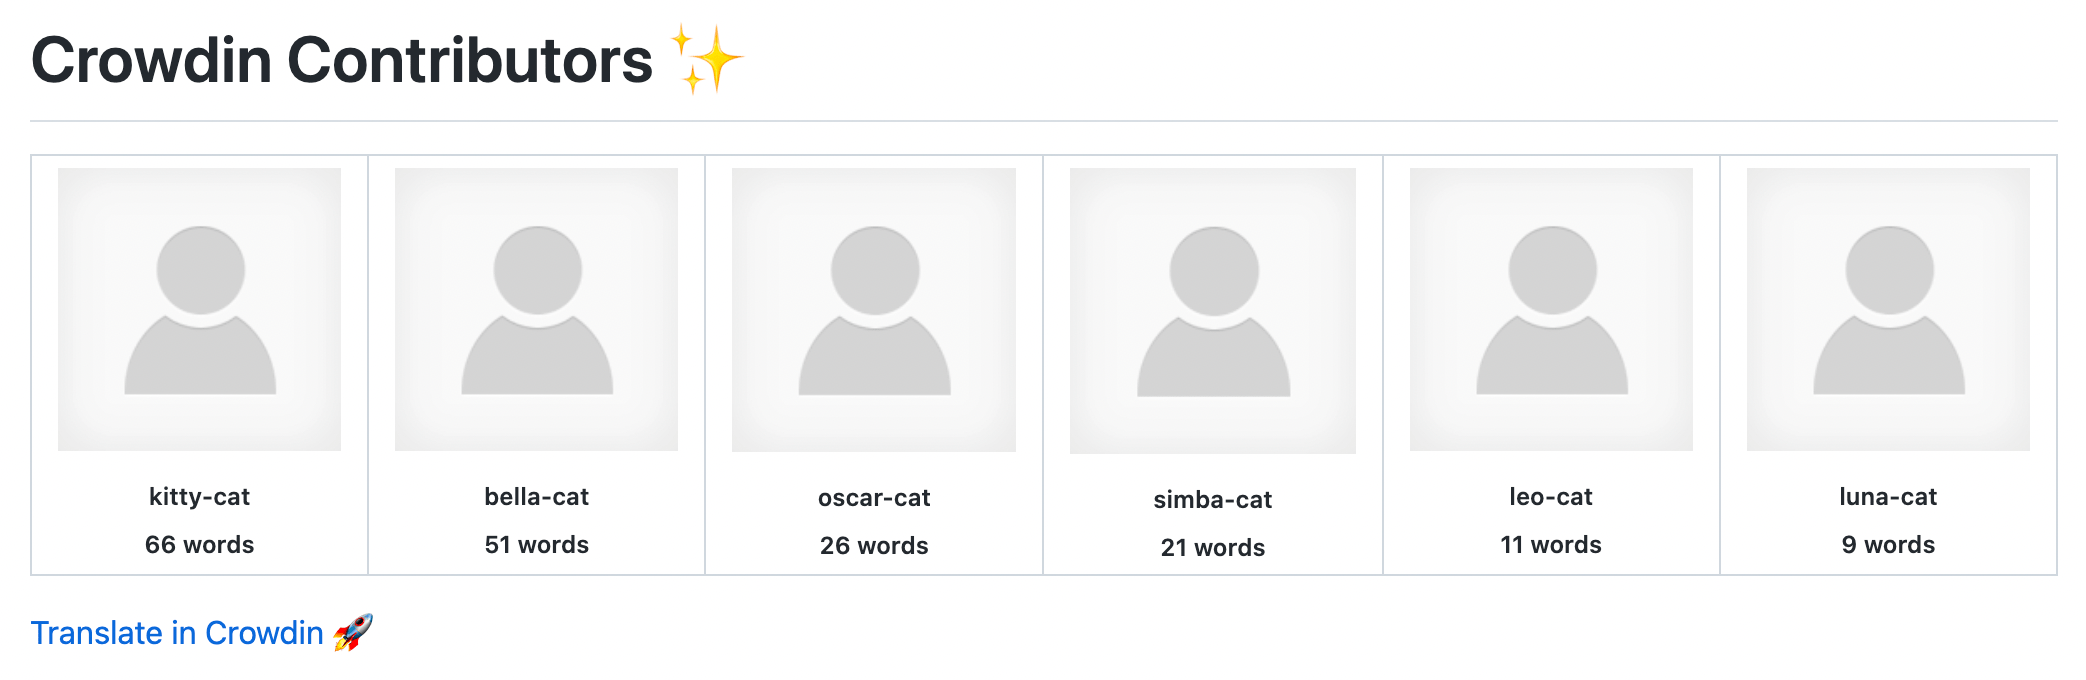 Crowdin Contributors ✨
kitty-cat
66 words
bella-cat
51 words
oscar-cat
26 words
simba-cat
21 words
leo-cat
11 words
luna-cat
9 words
Translate in Crowdin 🚀